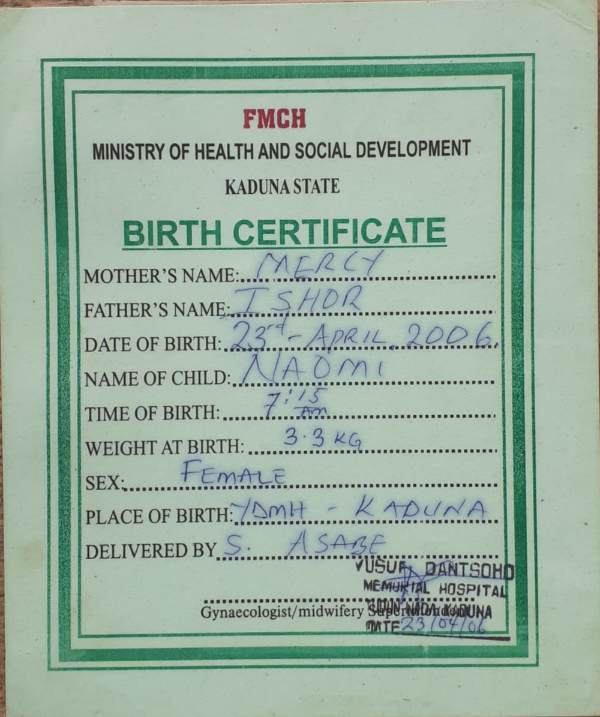 FMCH
MINISTRY OF HEALTH AND SOCIAL DEVELOPMENT
KADUNA STATE
BIRTH CERTIFICATE
MOTHER'S NAME: MERCY
FATHER'S NAME: ISHOR
DATE OF BIRTH: 23rd - APRIL, 2006.
NAME OF CHILD: NAOMI
TIME OF BIRTH: 7:15 AM
WEIGHT AT BIRTH: 3.3 KG
SEX: FEMALE
PLACE OF BIRTH: YDMH - KADUNA
DELIVERED BY S. ASABE
YUSUF DANTSOHO
MEMORIAL HOSPITAL
Gynaecologist/midwifery KADUNA
DATE 23/04/06